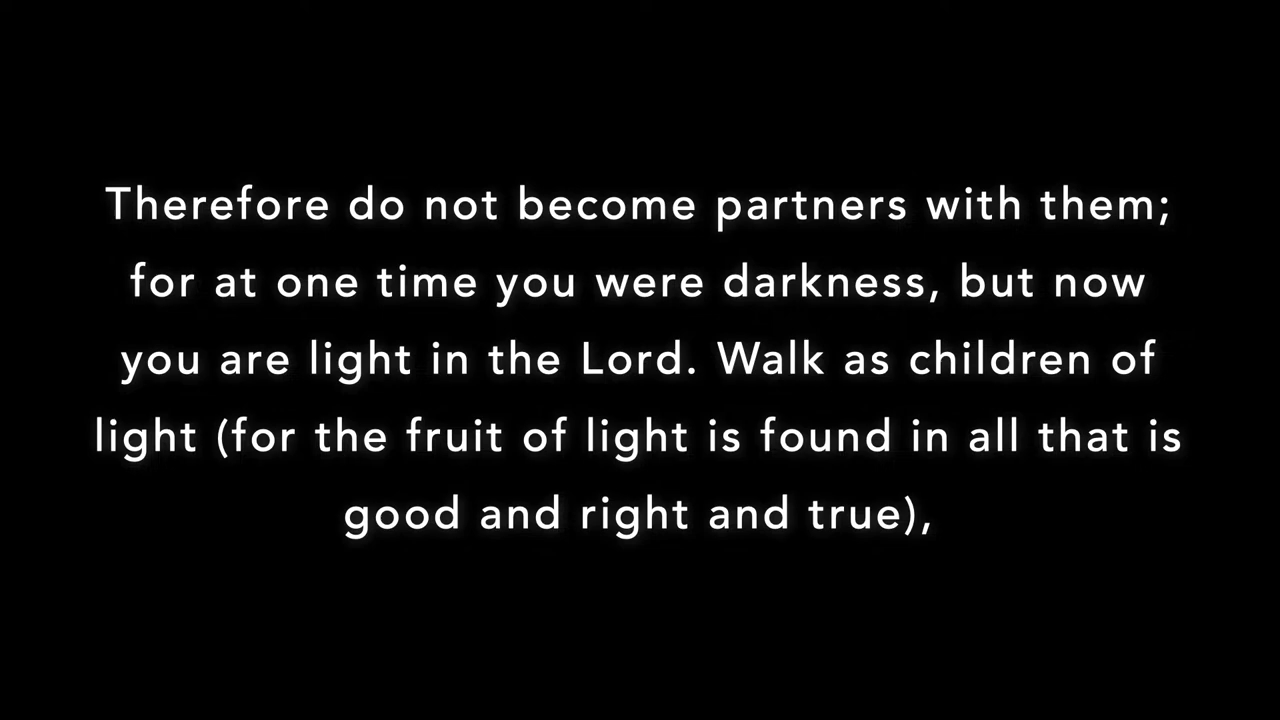 Therefore do not become partners with them;
for at one time you were darkness, but now
you are light in the Lord. Walk as children of
light (for the fruit of light is found in all that is
good and right and true),